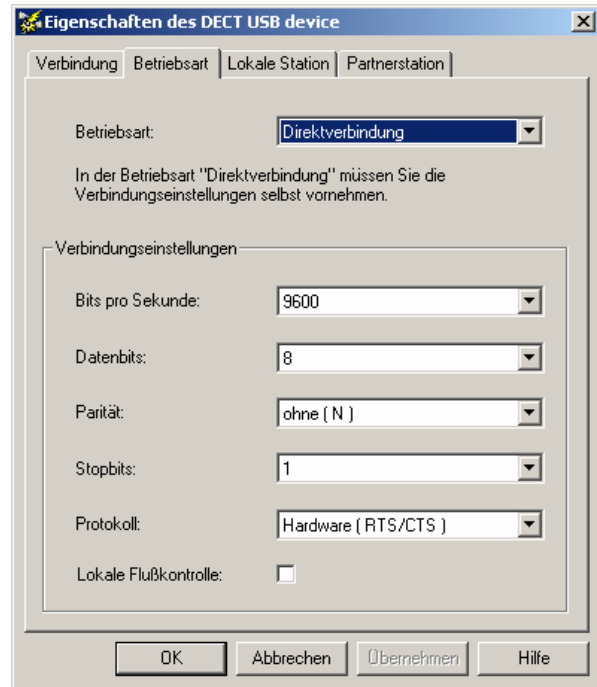 Eigenschaften des DECT USB device
Verbindung Betriebsart Lokale Station Partnerstation
Betriebsart: Direktverbindung
In der Betriebsart "Direktverbindung" müssen Sie die
Verbindungseinstellungen selbst vornehmen.
Verbindungseinstellungen
Bits pro Sekunde: 9600
Datenbits: 8
Parität: ohne ( N )
Stopbits: 1
Protokoll: Hardware ( RTS/CTS )
Lokale Flußkontrolle:
OK Abbrechen Übernehmen Hilfe